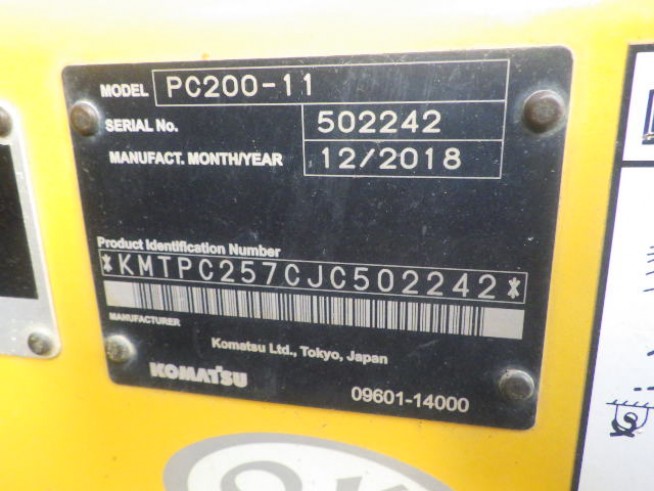 MODEL PC200-11
SERIAL No. 502242
MANUFACT. MONTH/YEAR 12/2018
Product Identification Number
*KMTPC257CJC502242*
MANUFACTURER
Komatsu Ltd., Tokyo, Japan
KOMATSU
09601-14000